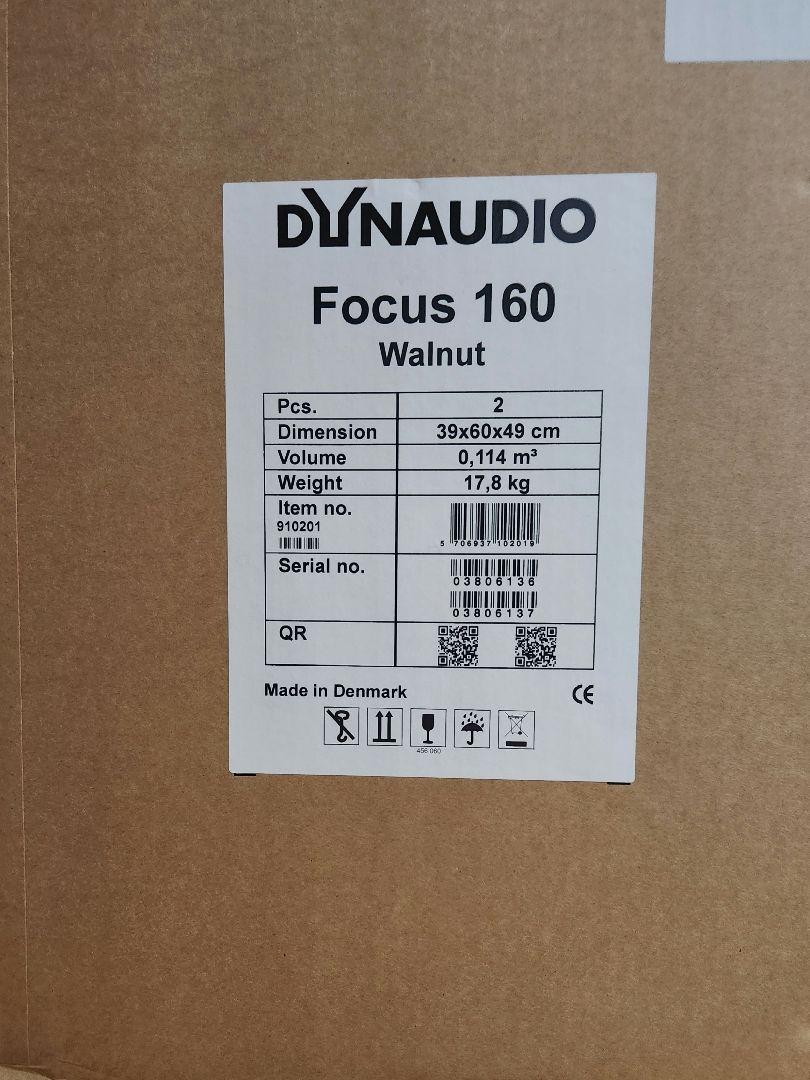 DYNAUDIO
Focus 160
Walnut
Pcs. 2
Dimension 39x60x49 cm
Volume 0,114 m³
Weight 17,8 kg
Item no.
910201
5 706937 102019
Serial no.
03806136
03806137
QR
Made in Denmark CE
456 060